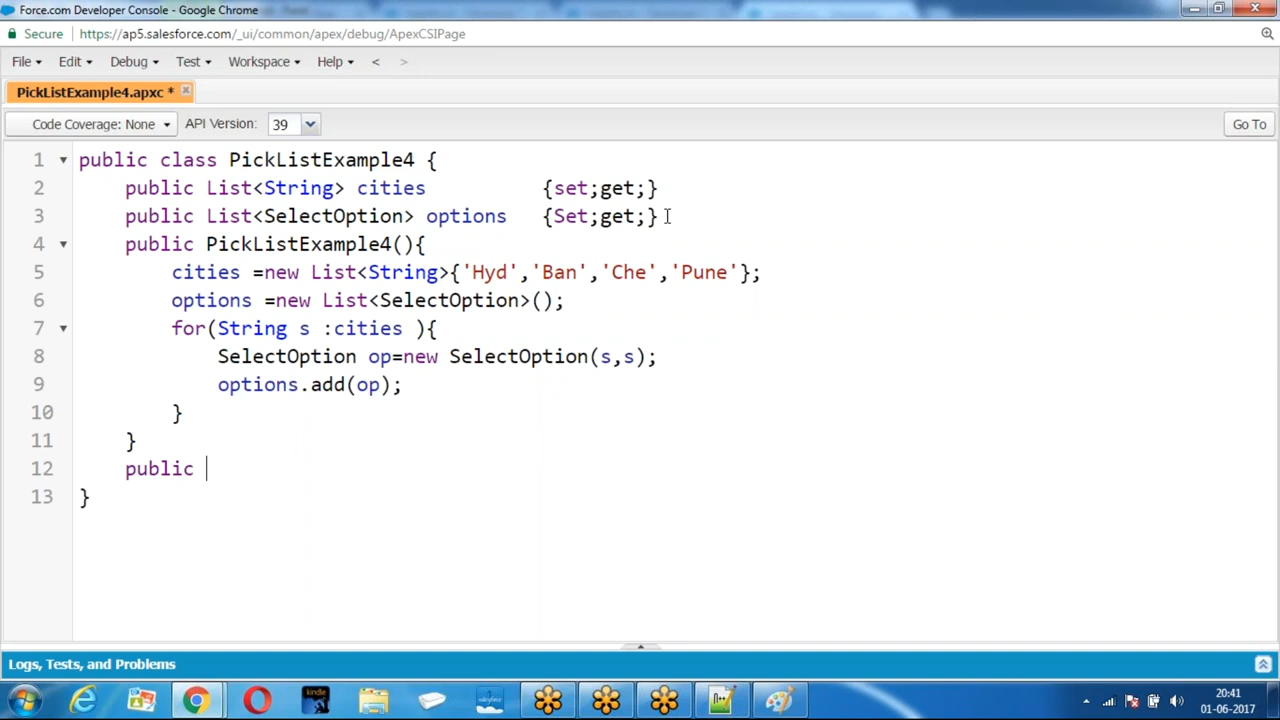 Force.com Developer Console - Google Chrome
Secure https://ap5.salesforce.com/_ui/common/apex/debug/ApexCSIPage
File Edit Debug Test Workspace Help < >
PickListExample4.apxc *
Code Coverage: None API Version: 39 Go To
1 public class PickListExample4 {
2 public List<String> cities {set;get;}
3 public List<SelectOption> options {Set;get;}
4 public PickListExample4(){
5 cities =new List<String>{'Hyd','Ban','Che','Pune'};
6 options =new List<SelectOption>();
7 for(String s :cities ){
8 SelectOption op=new SelectOption(s,s);
9 options.add(op);
10 }
11 }
12 public
13 }
Logs, Tests, and Problems
kindle
20:41
01-06-2017